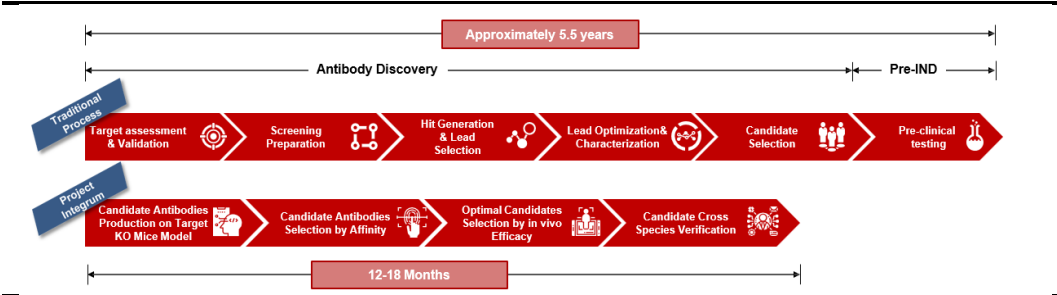 Approximately 5.5 years
Antibody Discovery
Pre-IND
Traditional
Process
Target assessment
& Validation
Screening
Preparation
Hit Generation
& Lead
Selection
Lead Optimization&
Characterization
Candidate
Selection
Pre-clinical
testing
Project
Integrum
Candidate Antibodies
Production on Target
KO Mice Model
Candidate Antibodies
Selection by Affinity
Optimal Candidates
Selection by in vivo
Efficacy
Candidate Cross
Species Verification
12-18 Months